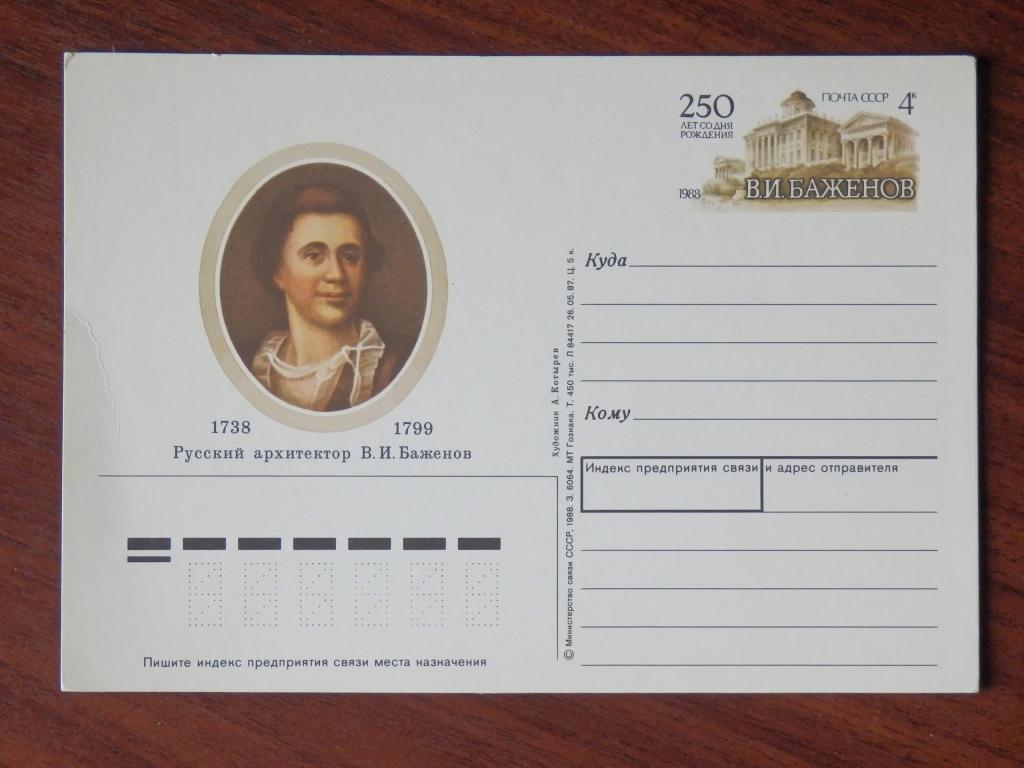 250
ЛЕТ СО ДНЯ
РОЖДЕНИЯ
ПОЧТА СССР 4к
1988
В.И. БАЖЕНОВ
1738 1799
Русский архитектор В.И.Баженов
Пишите индекс предприятия связи места назначения
Художник А. Котырев
© Министерство связи СССР, 1988. З. 6064. МТ Гознака. Т. 450 тыс. Л 84417 26.05.87. Ц. 5 к.
Куда
Кому
Индекс предприятия связи и адрес отправителя